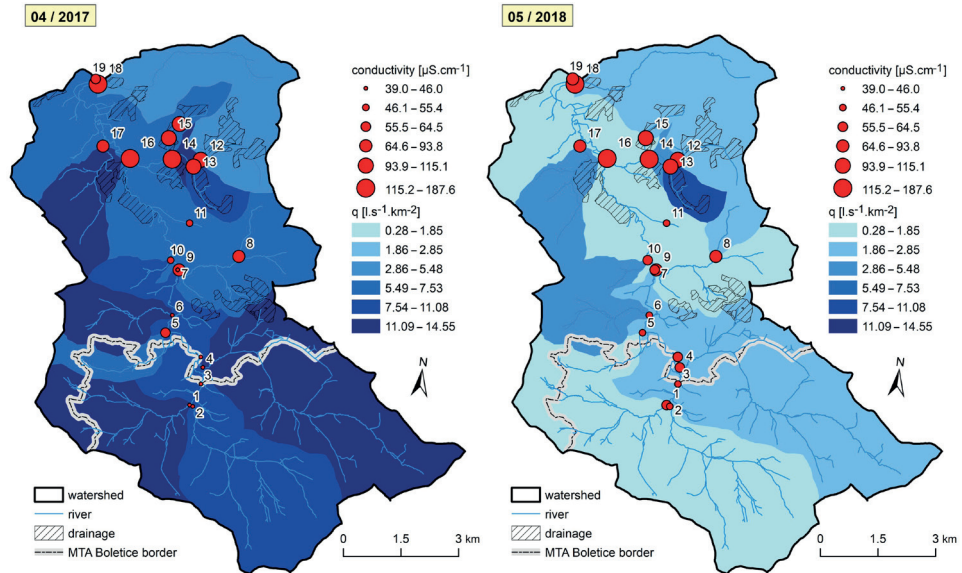 04 / 2017
19 18
17
16
15
14
12
13
11
10
9
8
7
6
5
4
3
1
2
conductivity [µS.cm-1]
39.0 – 46.0
46.1 – 55.4
55.5 – 64.5
64.6 – 93.8
93.9 – 115.1
115.2 - 187.6
q [l.s-1.km-2]
0.28 – 1.85
1.86 – 2.85
2.86 – 5.48
5.49 – 7.53
7.54 – 11.08
11.09 – 14.55
N
watershed
river
drainage
MTA Boletice border
0 1.5 3 km
05 / 2018
19 18
17
16
15
14
12
13
11
10
9
8
7
6
5
4
3
1
2
conductivity [µS.cm-1]
39.0 – 46.0
46.1 – 55.4
55.5 – 64.5
64.6 – 93.8
93.9 – 115.1
115.2 - 187.6
q [l.s-1.km-2]
0.28 – 1.85
1.86 – 2.85
2.86 – 5.48
5.49 – 7.53
7.54 – 11.08
11.09 – 14.55
N
watershed
river
drainage
MTA Boletice border
0 1.5 3 km